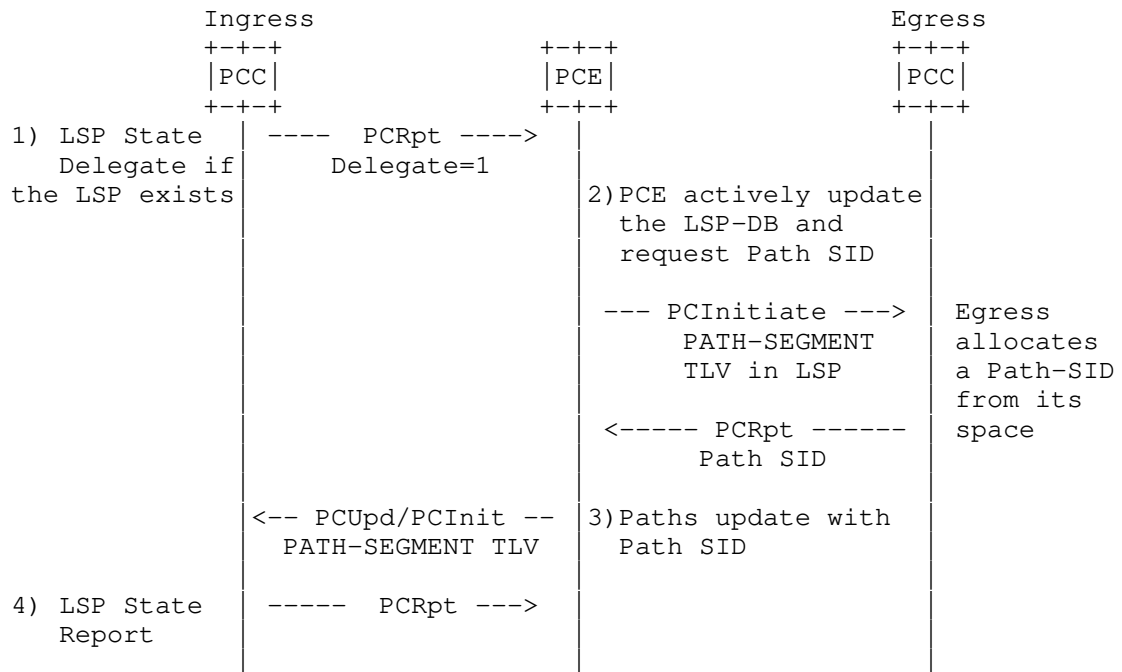 Ingress                                     Egress
                +-+-+                 +-+-+                 +-+-+
                |PCC|                 |PCE|                 |PCC|
                +-+-+                 +-+-+                 +-+-+
1) LSP State      | ----  PCRpt ---->   |                     |
   Delegate if    |     Delegate=1      |                     |
the LSP exists    |                     |2)PCE actively update|
                  |                     |  the LSP-DB and     |
                  |                     |  request Path SID   |
                  |                     |                     |
                  |                     | --- PCInitiate ---> | Egress
                  |                     |      PATH-SEGMENT   | allocates
                  |                     |      TLV in LSP     | a Path-SID
                  |                     |                     | from its
                  |                     | <----- PCRpt ------ | space
                  |                     |       Path SID      |
                  |                     |                     |
                  |<-- PCUpd/PCInit --  |3)Paths update with  |
                  |  PATH-SEGMENT TLV   |  Path SID           |
                  |                     |                     |
4) LSP State      | -----  PCRpt --->   |                     |
   Report         |                     |                     |
                  |                     |                     |